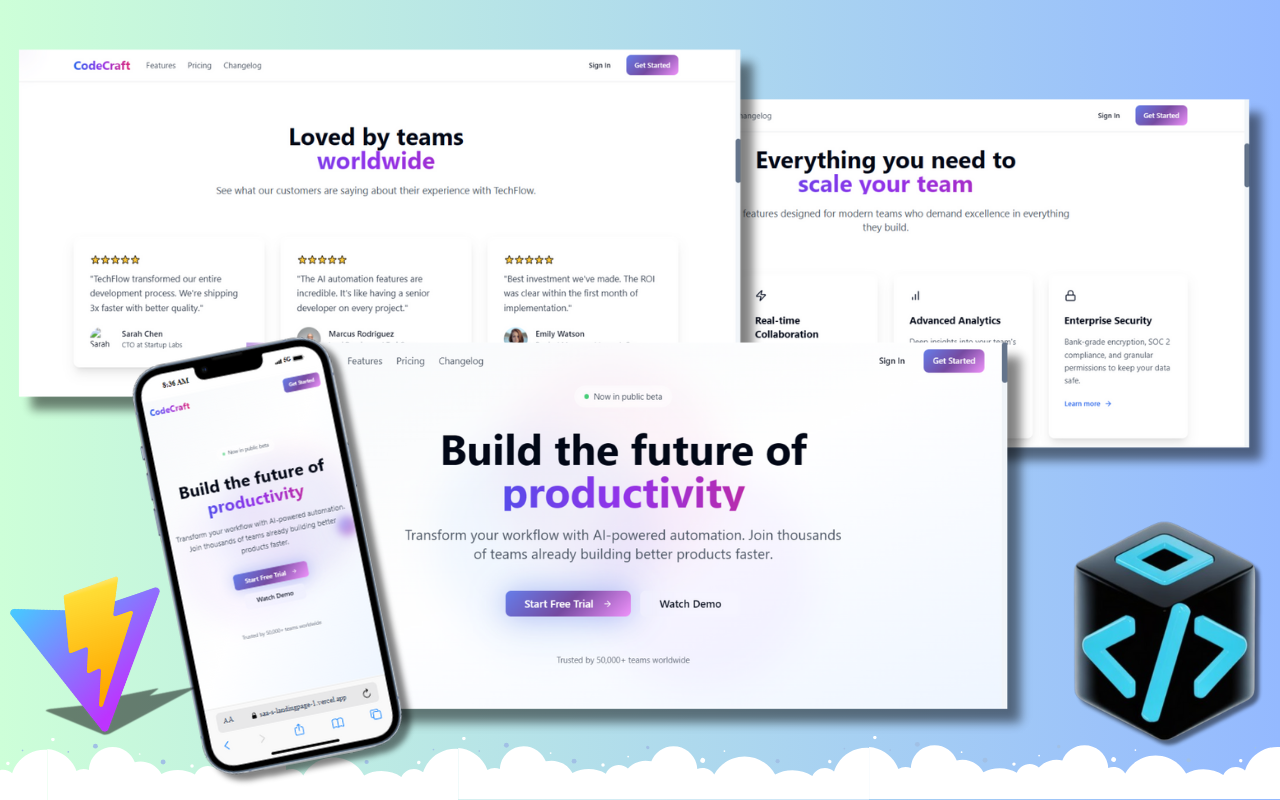 CodeCraft Features Pricing Changelog Sign In Get Started
Loved by teams
worldwide
See what our customers are saying about their experience with TechFlow.
"TechFlow transformed our entire
development process. We're shipping
3x faster with better quality."
Sarah
Sarah Chen
CTO at Startup Labs
"The AI automation features are
incredible. It's like having a senior
developer on every project."
Marcus Rodriguez
"Best investment we've made. The ROI
was clear within the first month of
implementation."
Emily Watson
hangelog Sign In Get Started
Everything you need to
scale your team
features designed for modern teams who demand excellence in everything
they build.
Real-time
Collaboration
Advanced Analytics
Deep insights into your team's
Enterprise Security
Bank-grade encryption, SOC 2
compliance, and granular
permissions to keep your data
safe.
Learn more →
Features Pricing Changelog Sign In Get Started
Now in public beta
Build the future of
productivity
Transform your workflow with AI-powered automation. Join thousands
of teams already building better products faster.
Start Free Trial → Watch Demo
Trusted by 50,000+ teams worldwide
8:36 AM 5G
CodeCraft Get Started
Now in public beta
Build the future of
productivity
Transform your workflow with AI-powered automation.
Join thousands of teams already building better
products faster.
Start Free Trial →
Watch Demo
Trusted by 50,000+ teams worldwide
AA saa-s-landingpage-1.vercel.app
</>